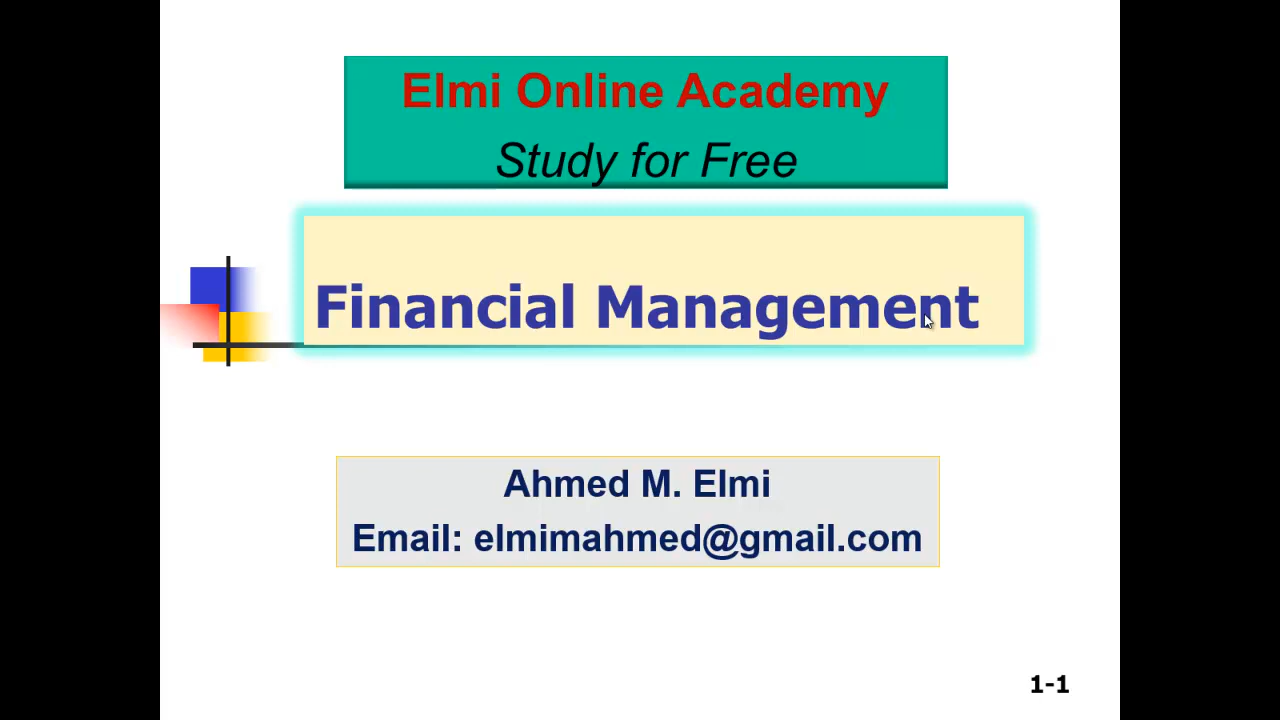 Elmi Online Academy
Study for Free
Financial Management
Ahmed M. Elmi
Email: elmimahmed@gmail.com
1-1